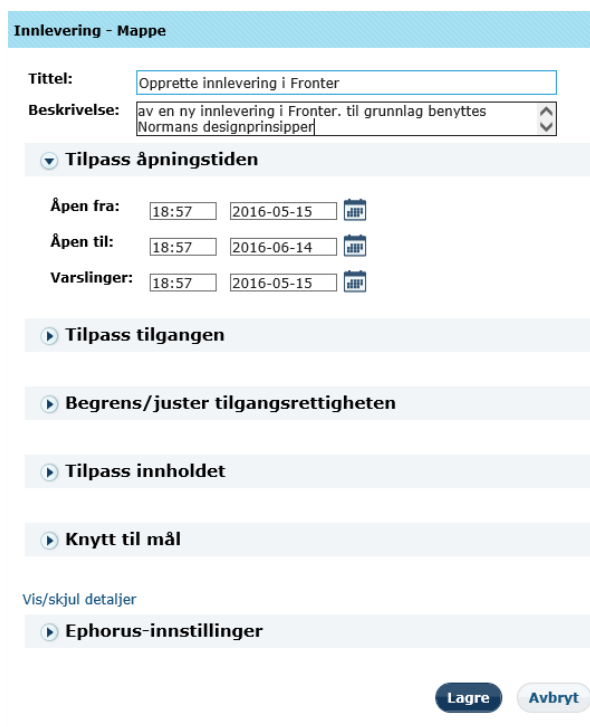 Innlevering - Mappe
Tittel: Opprette innlevering i Fronter
Beskrivelse: av en ny innlevering i Fronter. til grunnlag benyttes
Normans designprinsipper
Tilpass åpningstiden
Åpen fra: 18:57 2016-05-15
Åpen til: 18:57 2016-06-14
Varslinger: 18:57 2016-05-15
Tilpass tilgangen
Begrens/juster tilgangsrettigheten
Tilpass innholdet
Knytt til mål
Vis/skjul detaljer
Ephorus-innstillinger
Lagre Avbryt